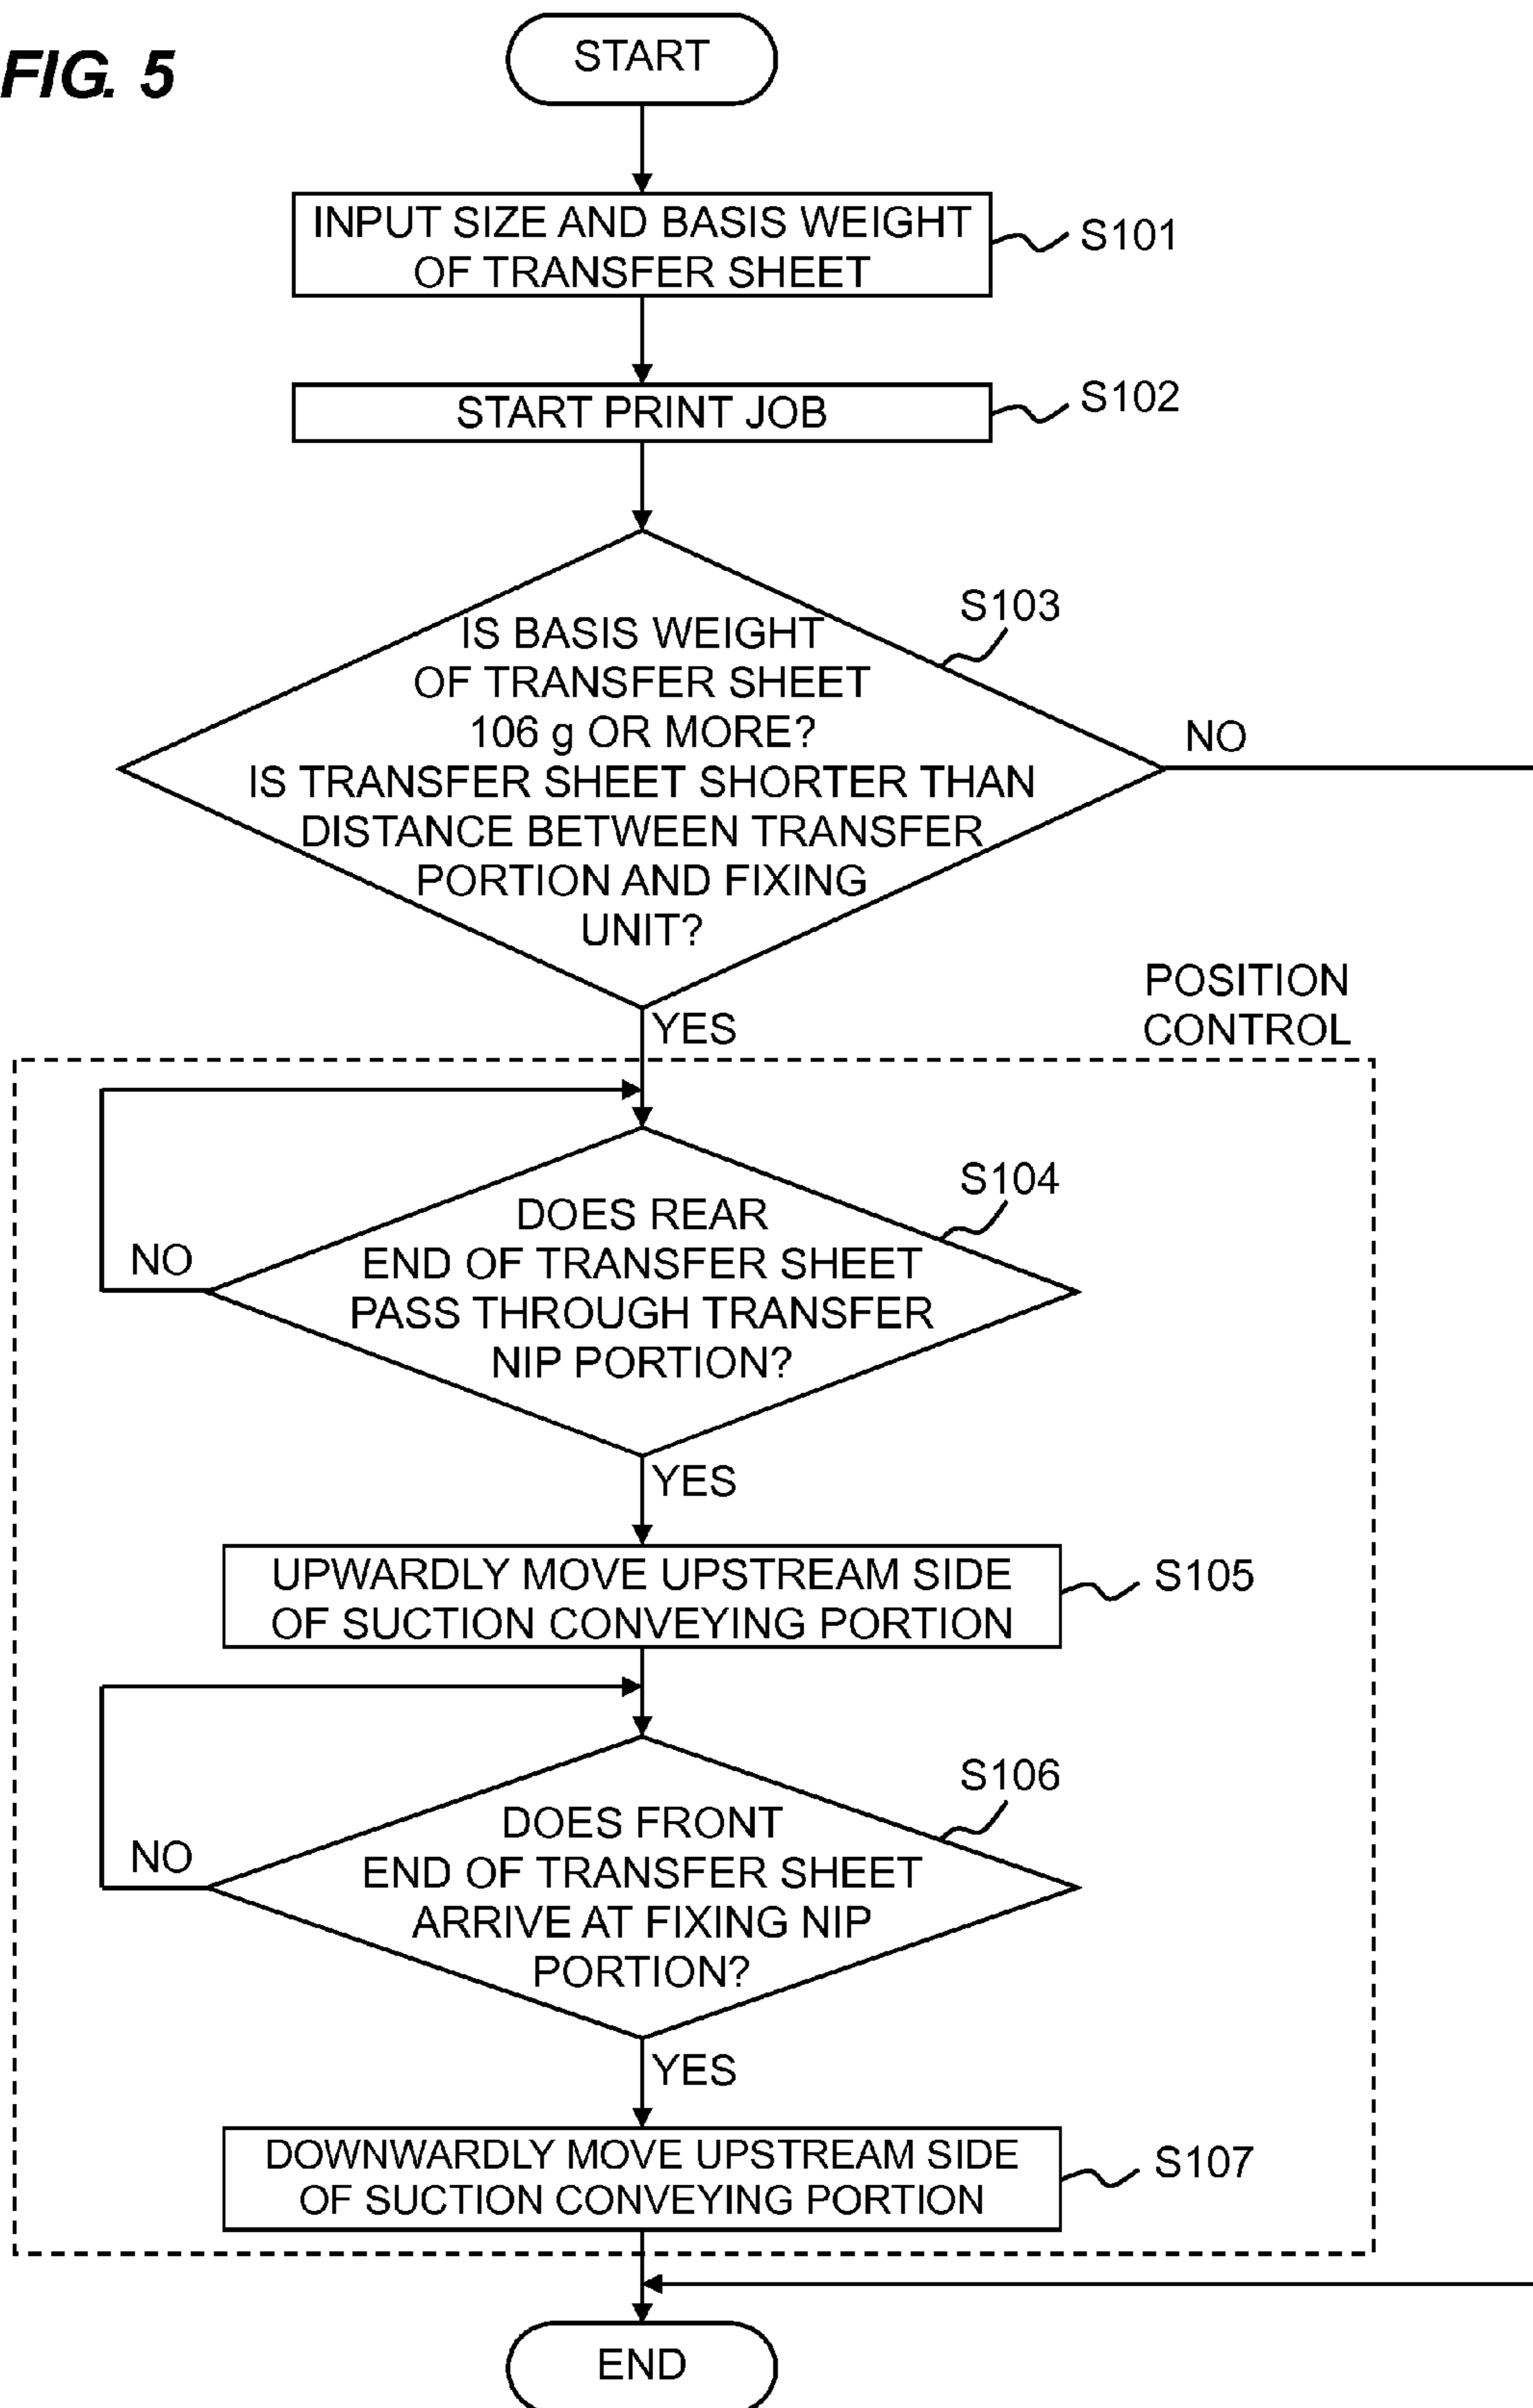 FIG. 5
START
INPUT SIZE AND BASIS WEIGHT
OF TRANSFER SHEET
S101
START PRINT JOB
S102
S103
IS BASIS WEIGHT
OF TRANSFER SHEET
106 g OR MORE?
IS TRANSFER SHEET SHORTER THAN
DISTANCE BETWEEN TRANSFER
PORTION AND FIXING
UNIT?
NO
YES
POSITION
CONTROL
S104
DOES REAR
END OF TRANSFER SHEET
PASS THROUGH TRANSFER
NIP PORTION?
NO
YES
UPWARDLY MOVE UPSTREAM SIDE
OF SUCTION CONVEYING PORTION
S105
S106
DOES FRONT
END OF TRANSFER SHEET
ARRIVE AT FIXING NIP
PORTION?
NO
YES
DOWNWARDLY MOVE UPSTREAM SIDE
OF SUCTION CONVEYING PORTION
S107
END